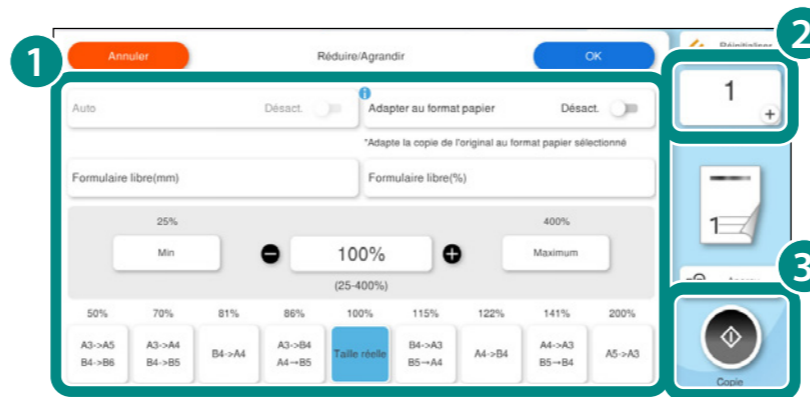 1
Annuler
Réduire/Agrandir
OK
2
Auto
Désact.
Adapter au format papier
Désact.
*Adapte la copie de l'original au format papier sélectionné
1
+
Formulaire libre(mm)
Formulaire libre(%)
25%
400%
Min
100%
Maximum
(25-400%)
1
3
50%
70%
81%
86%
100%
115%
122%
141%
200%
A3->A5
B4->B6
A3->A4
B4->B5
B4->A4
A3->B4
A4→B5
Taille réelle
B4->A3
B5→A4
A4->B4
A4->A3
B5→B4
A5->A3
Copie